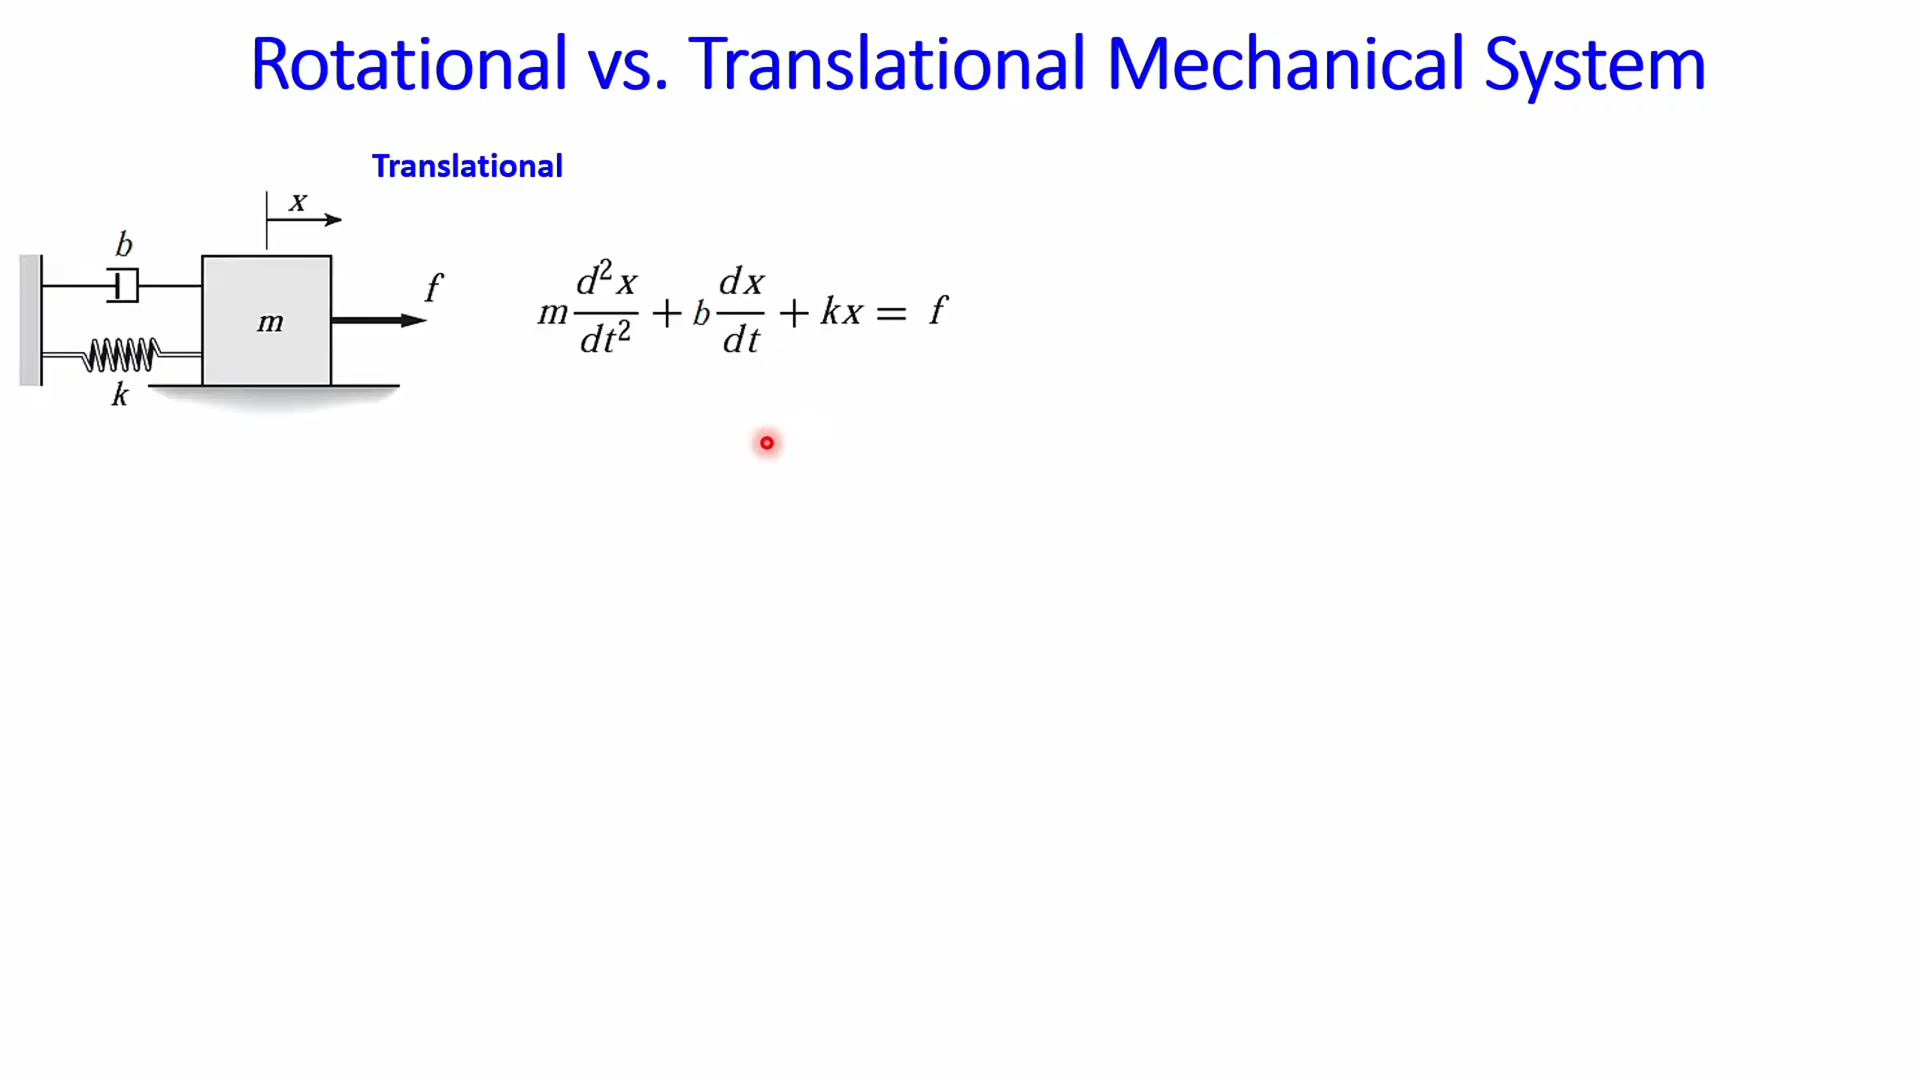 Rotational vs. Translational Mechanical System
Translational
x
b
f
m
k
m d²x/dt² + b dx/dt + kx = f